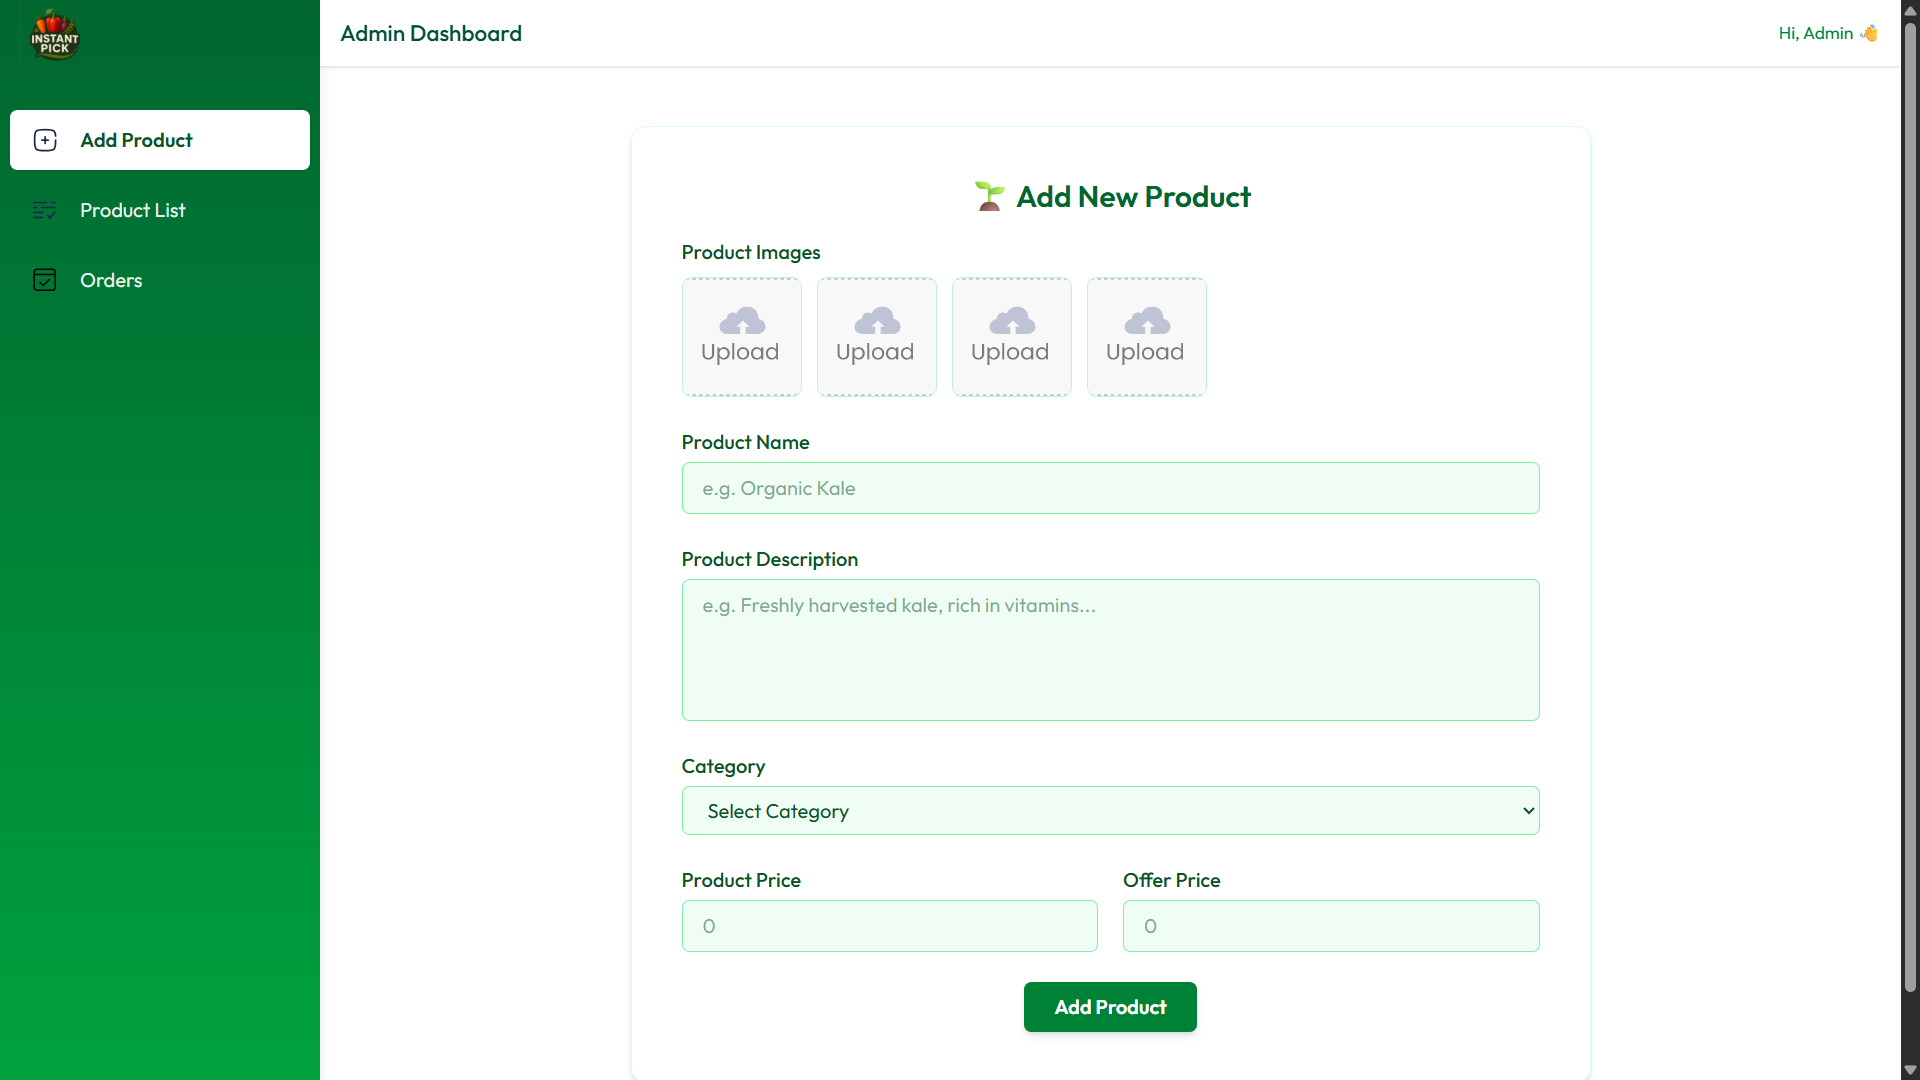 INSTANT
PICK
Admin Dashboard
Hi, Admin 👋
Add Product
Product List
Orders
🌱 Add New Product
Product Images
Upload Upload Upload Upload
Product Name
e.g. Organic Kale
Product Description
e.g. Freshly harvested kale, rich in vitamins...
Category
Select Category
Product Price Offer Price
0 0
Add Product